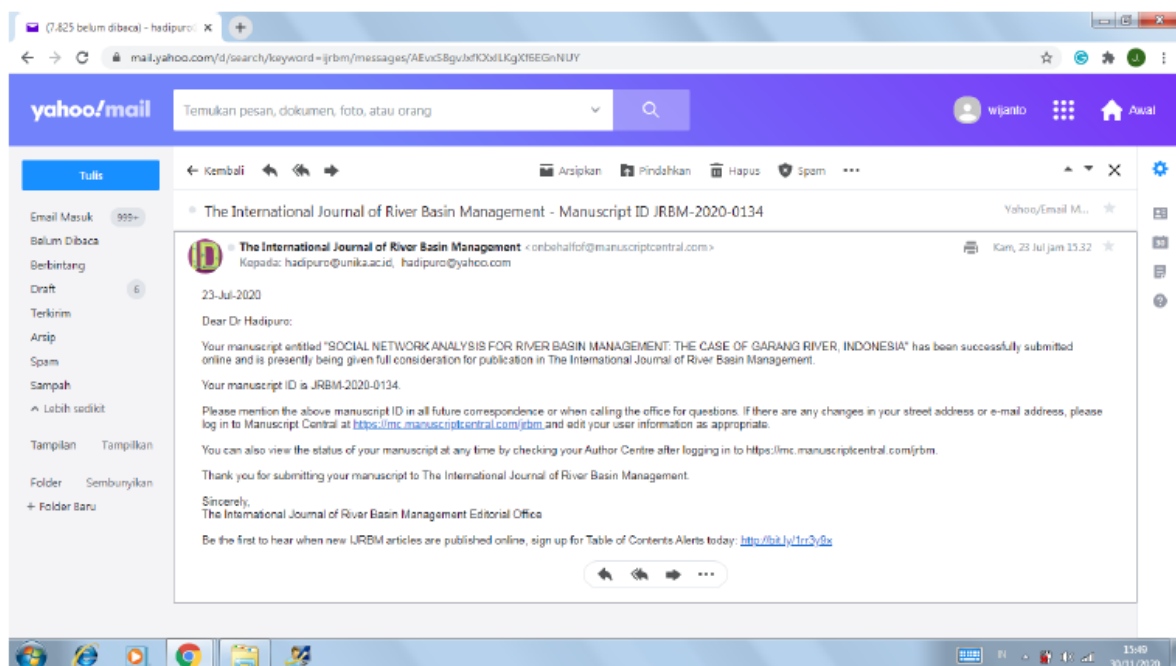 (7.825 belum dibaca) - hadipuro
mail.yahoo.com/d/search/keyword=ijrbm/messages/
yahoo!mail
Temukan pesan, dokumen, foto, atau orang
wijanto
Awal
Tulis
Kembali
Arsipkan
Pindahkan
Hapus
Spam
The International Journal of River Basin Management - Manuscript ID JRBM-2020-0134
Yahoo/Email M...
Email Masuk 999+
Belum Dibaca
Berbintang
Draft 6
Terkirim
Arsip
Spam
Sampah
Lebih sedikit
Tampilan Tampilkan
Folder Sembunyikan
+ Folder Baru
The International Journal of River Basin Management <onbehalfof@manuscriptcentral.com>
Kam, 23 Jul jam 15.32
Kepada: hadipuro@unika.ac.id, hadipuro@yahoo.com
23-Jul-2020
Dear Dr Hadipuro:
Your manuscript entitled "SOCIAL NETWORK ANALYSIS FOR RIVER BASIN MANAGEMENT: THE CASE OF GARANG RIVER, INDONESIA" has been successfully submitted
online and is presently being given full consideration for publication in The International Journal of River Basin Management.
Your manuscript ID is JRBM-2020-0134.
Please mention the above manuscript ID in all future correspondence or when calling the office for questions. If there are any changes in your street address or e-mail address, please
log in to Manuscript Central at https://mc.manuscriptcentral.com/jrbm and edit your user information as appropriate.
You can also view the status of your manuscript at any time by checking your Author Centre after logging in to https://mc.manuscriptcentral.com/jrbm.
Thank you for submitting your manuscript to The International Journal of River Basin Management.
Sincerely,
The International Journal of River Basin Management Editorial Office
Be the first to hear when new IJRBM articles are published online, sign up for Table of Contents Alerts today: http://bit.ly/1rr3y9x
IN
15:49
30/11/2020